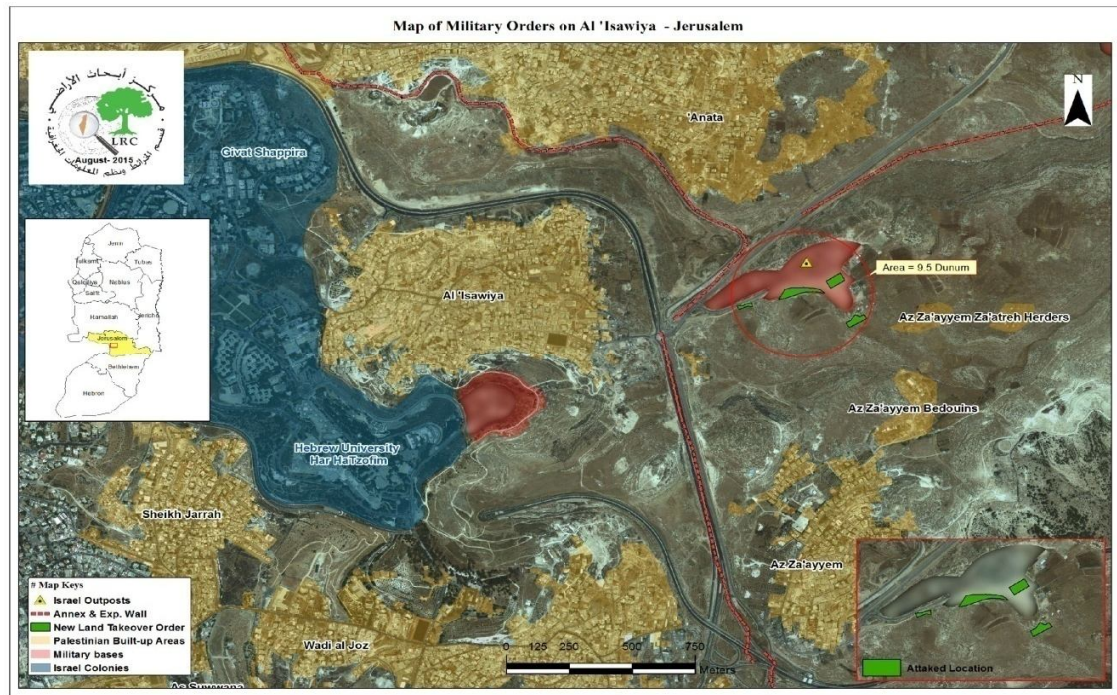 Map of Military Orders on Al 'Isawiya - Jerusalem
مركز أبحاث الأراضي
LRC
August- 2015
قسم الخرائط ونظم المعلومات الجغرافية
Givat Shappira
'Anata
N
Area = 9.5 Dunum
Jenin
Tubas
Nablus
Salfit
Ramallah
Jericho
Jerusalem
Bethlehem
Hebron
Al 'Isawiya
Az Za'ayyem Za'atreh Herders
Az Za'ayyem Bedouins
Hebrew University
Har HaTzofim
Sheikh Jarrah
Az Za'ayyem
Wadi al Joz
As Suwwana
# Map Keys
Israel Outposts
Annex & Exp. Wall
New Land Takeover Order
Palestinian Built-up Areas
Military bases
Israel Colonies
0 125 250 500 750
Meters
Attaked Location